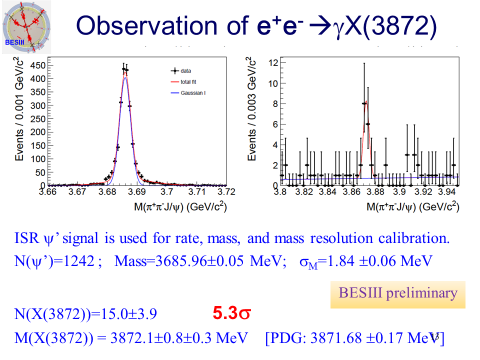 BESIII
Observation of e⁺e⁻→γX(3872)
Events / 0.001 GeV/c²
450
400
350
300
250
200
150
100
50
0
data
total fit
Gaussian I
3.66 3.67 3.68 3.69 3.7 3.71 3.72
M(π⁺π⁻J/ψ) (GeV/c²)
Events / 0.003 GeV/c²
12
10
8
6
4
2
0
3.8 3.82 3.84 3.86 3.88 3.9 3.92 3.94
M(π⁺π⁻J/ψ) (GeV/c²)
ISR ψ’ signal is used for rate, mass, and mass resolution calibration.
N(ψ’)=1242 ; Mass=3685.96±0.05 MeV; σM=1.84 ±0.06 MeV
BESIII preliminary
N(X(3872))=15.0±3.9 5.3σ
M(X(3872)) = 3872.1±0.8±0.3 MeV [PDG: 3871.68 ±0.17 MeV]